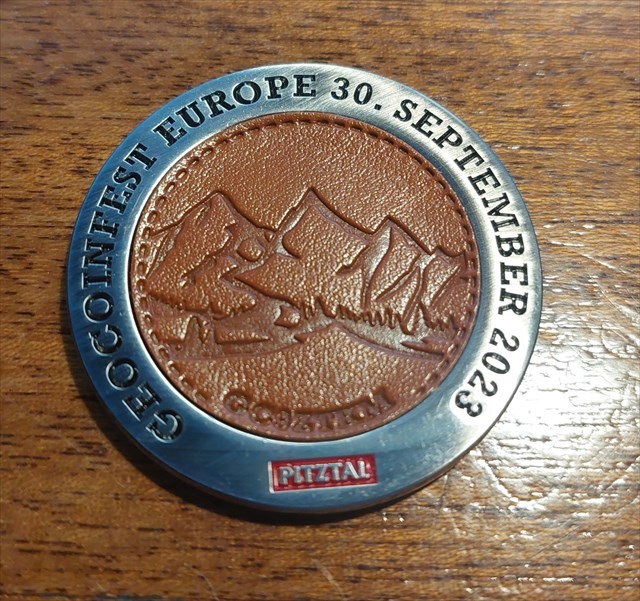 GEOCOINFEST EUROPE 30. SEPTEMBER 2023
PITZTAL